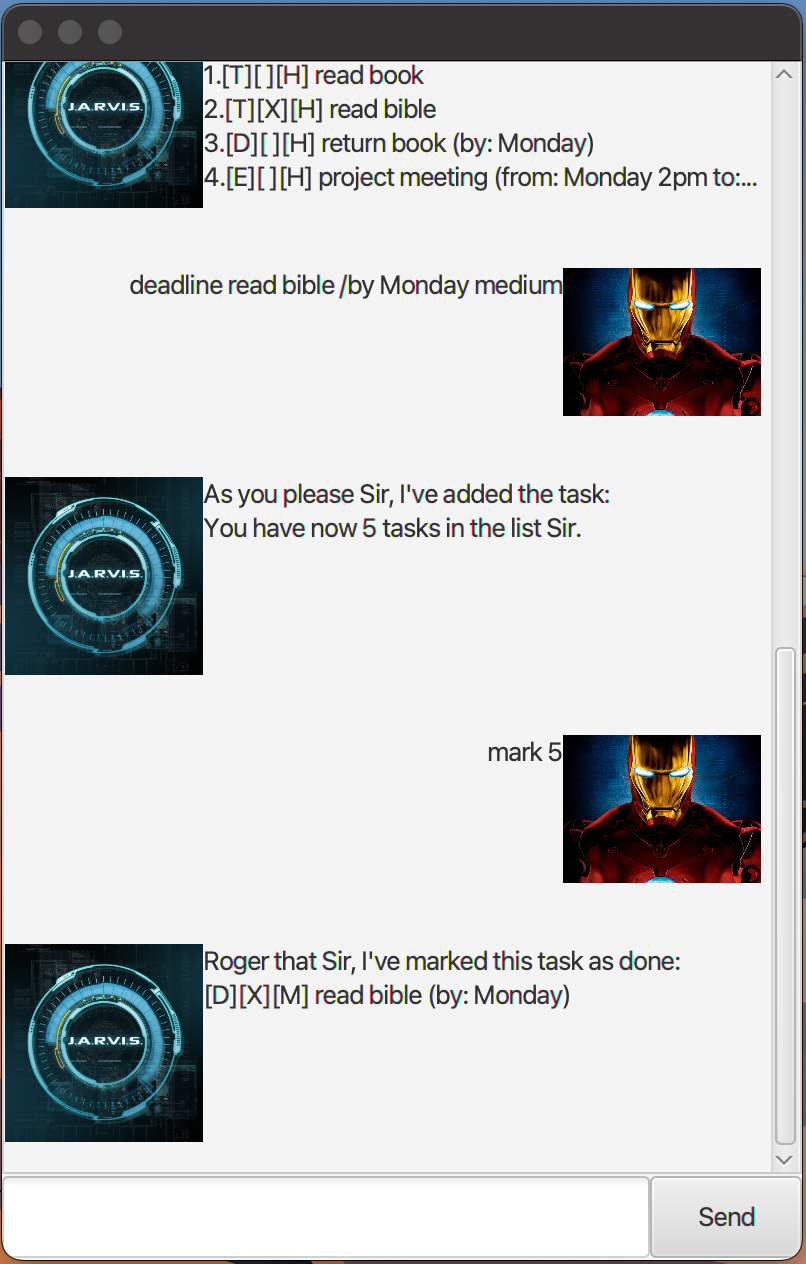 J.A.R.V.I.S.
1.[T][ ][H] read book
2.[T][X][H] read bible
3.[D][ ][H] return book (by: Monday)
4.[E][ ][H] project meeting (from: Monday 2pm to:...
deadline read bible /by Monday medium
J.A.R.V.I.S.
As you please Sir, I've added the task:
You have now 5 tasks in the list Sir.
mark 5
J.A.R.V.I.S.
Roger that Sir, I've marked this task as done:
[D][X][M] read bible (by: Monday)
Send